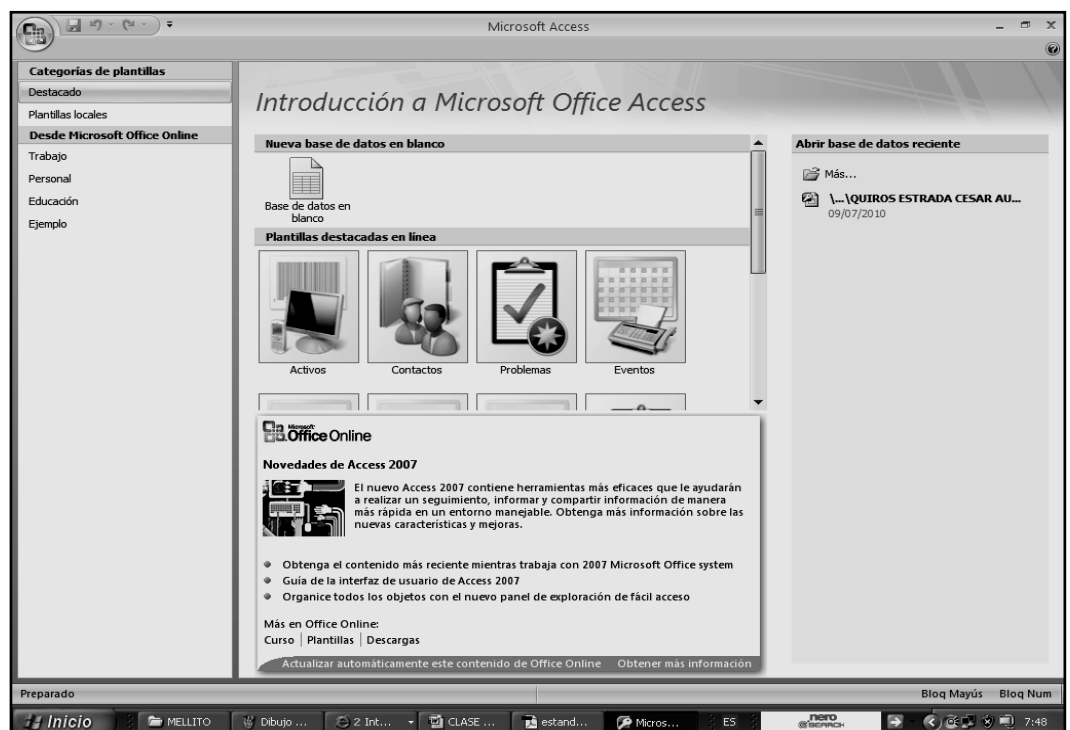 Microsoft Access
Categorías de plantillas
Destacado
Plantillas locales
Desde Microsoft Office Online
Trabajo
Personal
Educación
Ejemplo
Introducción a Microsoft Office Access
Nueva base de datos en blanco
Base de datos en
blanco
Plantillas destacadas en línea
Activos
Contactos
Problemas
Eventos
Microsoft
Office Online
Novedades de Access 2007
El nuevo Access 2007 contiene herramientas más eficaces que le ayudarán
a realizar un seguimiento, informar y compartir información de manera
más rápida en un entorno manejable. Obtenga más información sobre las
nuevas características y mejoras.
Obtenga el contenido más reciente mientras trabaja con 2007 Microsoft Office system
Guía de la interfaz de usuario de Access 2007
Organice todos los objetos con el nuevo panel de exploración de fácil acceso
Más en Office Online:
Curso | Plantillas | Descargas
Actualizar automáticamente este contenido de Office Online Obtener más información
Abrir base de datos reciente
Más...
\...\QUIROS ESTRADA CESAR AU...
09/07/2010
Preparado
Bloq Mayús Bloq Num
Inicio MELLITO Dibujo ... 2 Int... CLASE ... estand... Micros... ES nero SEARCH 7:48